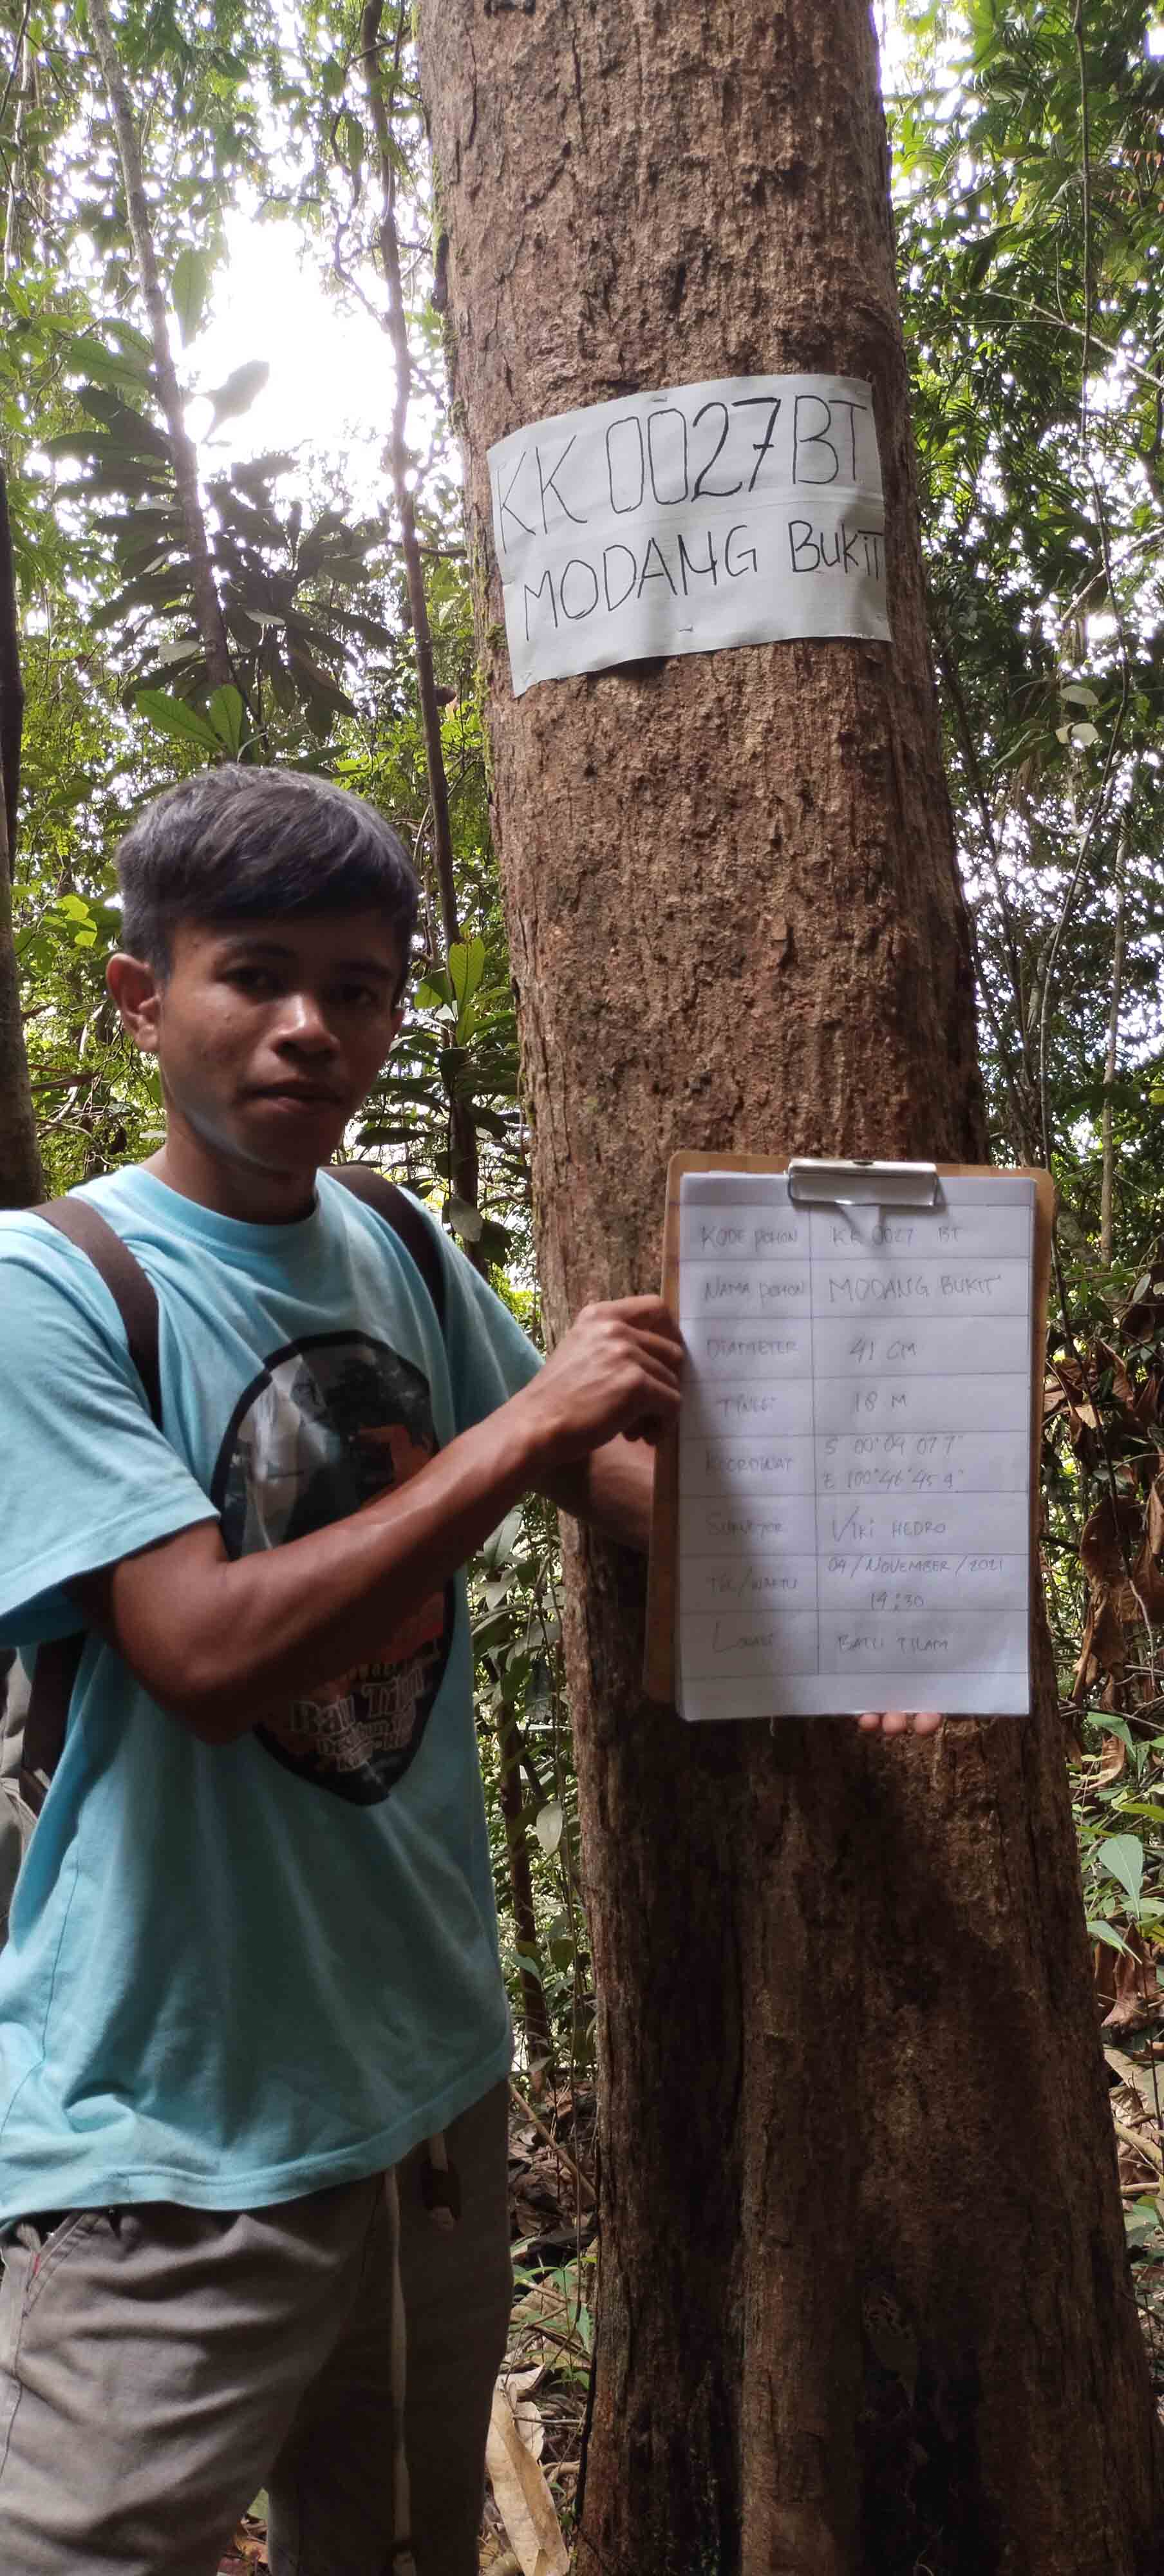 KK 0027 BT
MODANG BUKIT
KODE POHON KK 0027 BT
NAMA POHON MODANG BUKIT
DIAMETER 41 CM
TINGGI 18 M
KOORDINAT S 00°04'07.7"
E 100°46'45.9"
SURVEYOR VIKI HEDRO
TGL/WAKTU 09/NOVEMBER/2021
14:30
LOKASI BATU TILAM
Batu Tilam